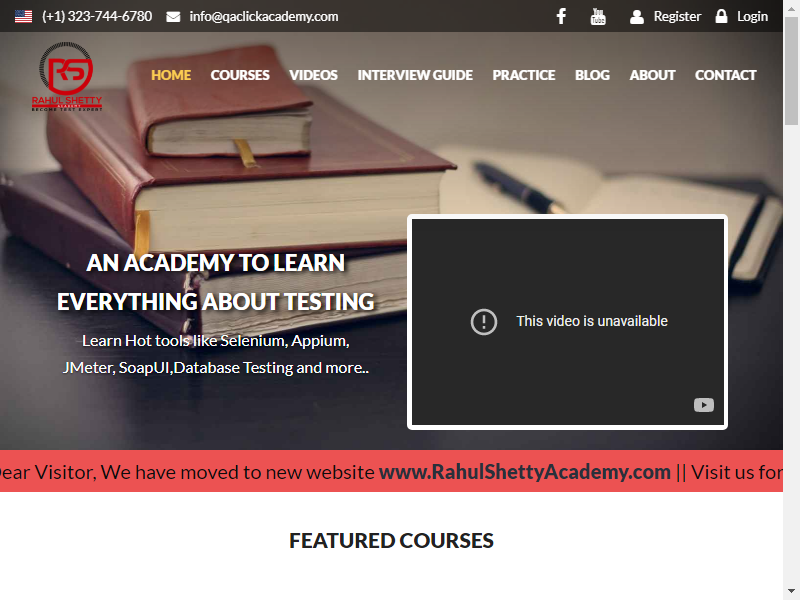 (+1) 323-744-6780 info@qaclickacademy.com Register Login
RS
RAHUL SHETTY
ACADEMY
BECOME TEST EXPERT
HOME COURSES VIDEOS INTERVIEW GUIDE PRACTICE BLOG ABOUT CONTACT
AN ACADEMY TO LEARN
EVERYTHING ABOUT TESTING
Learn Hot tools like Selenium, Appium,
JMeter, SoapUI,Database Testing and more..
This video is unavailable
ear Visitor, We have moved to new website www.RahulShettyAcademy.com || Visit us for
FEATURED COURSES